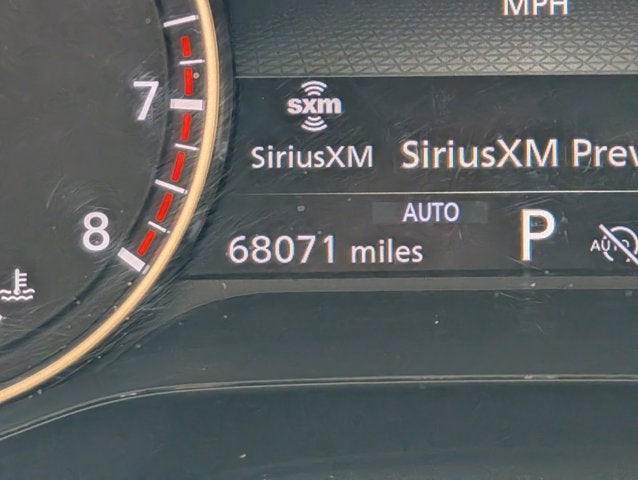 MPH
7
sxm
SiriusXM SiriusXM Prev
AUTO
8
68071 miles P AUTO